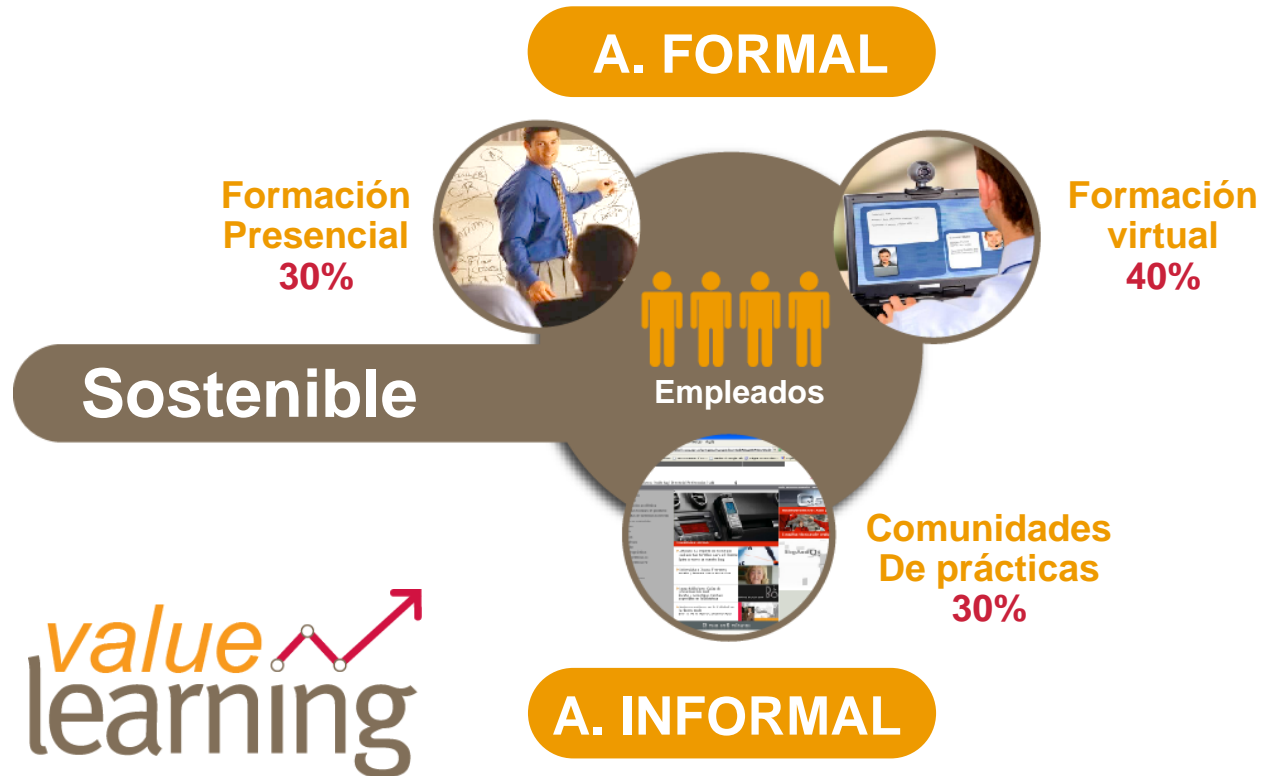 A. FORMAL
Formación
Presencial
30%
Formación
virtual
40%
Sostenible
Empleados
Comunidades
De prácticas
30%
value
learning
A. INFORMAL